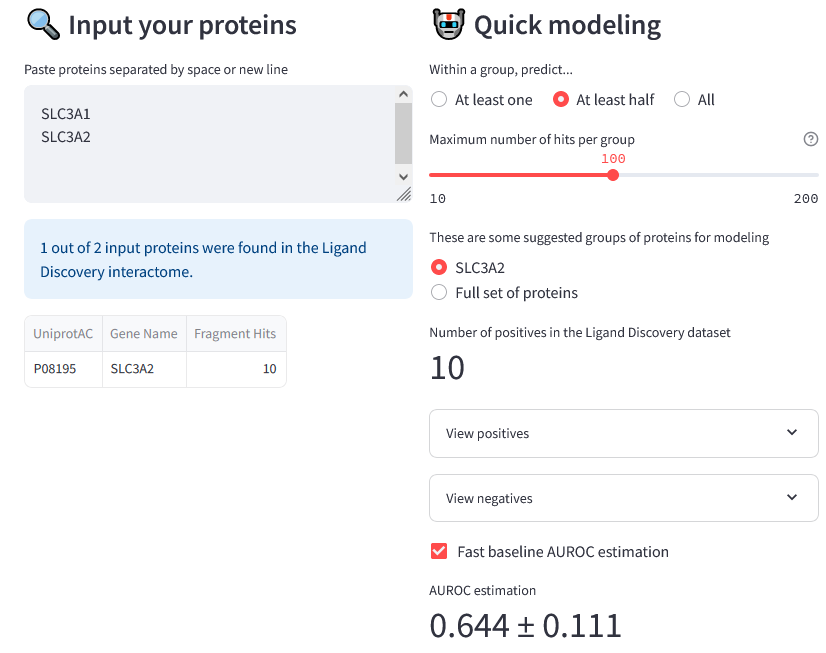 Input your proteins
Paste proteins separated by space or new line
SLC3A1
SLC3A2
1 out of 2 input proteins were found in the Ligand
Discovery interactome.
UniprotAC Gene Name Fragment Hits
P08195 SLC3A2 10
Quick modeling
Within a group, predict...
At least one At least half All
Maximum number of hits per group
100
10 200
These are some suggested groups of proteins for modeling
SLC3A2
Full set of proteins
Number of positives in the Ligand Discovery dataset
10
View positives
View negatives
Fast baseline AUROC estimation
AUROC estimation
0.644 ± 0.111